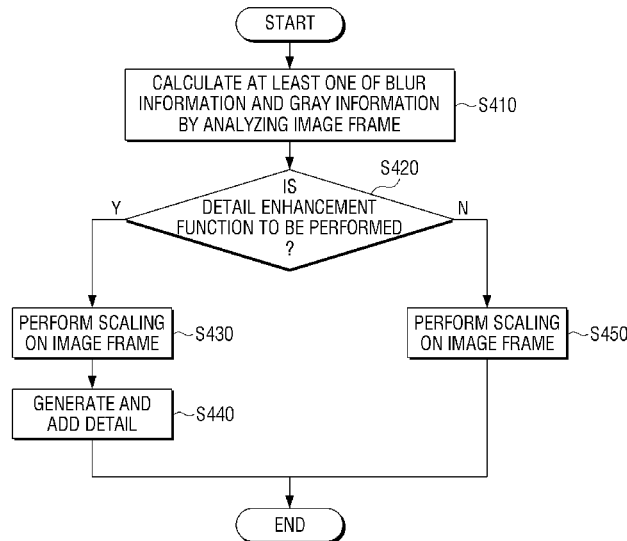 START
CALCULATE AT LEAST ONE OF BLUR
INFORMATION AND GRAY INFORMATION
BY ANALYZING IMAGE FRAME
S410
S420
IS
DETAIL ENHANCEMENT
FUNCTION TO BE PERFORMED
?
Y
N
PERFORM SCALING
ON IMAGE FRAME
S430
PERFORM SCALING
ON IMAGE FRAME
S450
GENERATE AND
ADD DETAIL
S440
END